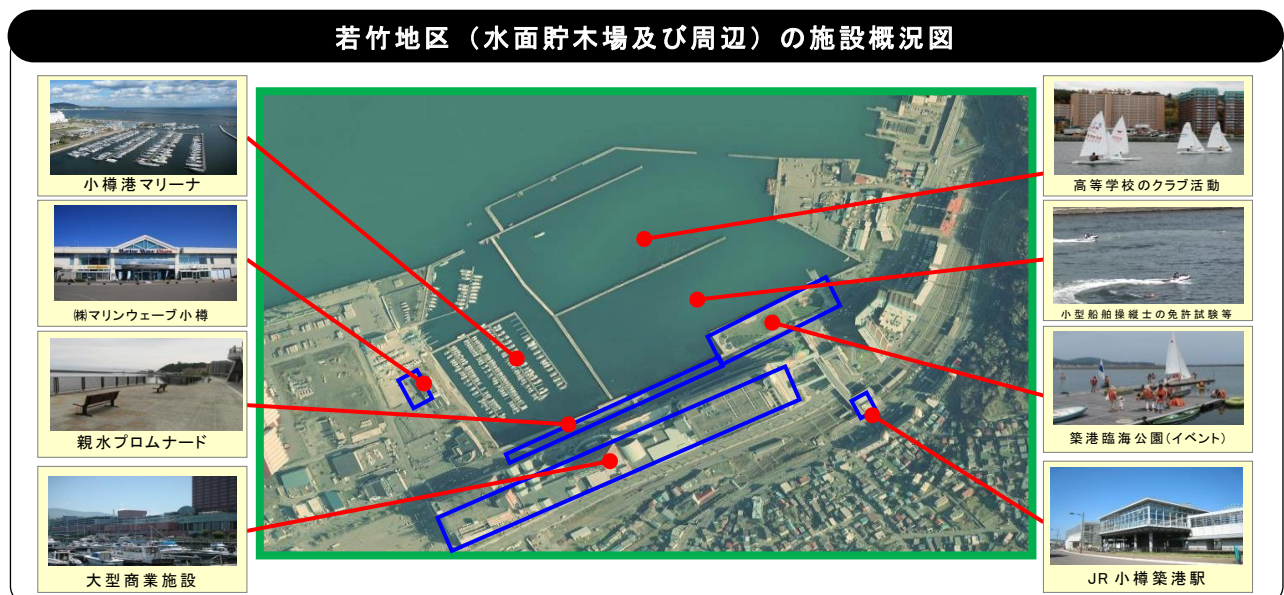 若竹地区（水面貯木場及び周辺）の施設概況図
小樽港マリーナ
㈱マリンウェーブ小樽
親水プロムナード
大型商業施設
高等学校のクラブ活動
小型船舶操縦士の免許試験等
築港臨海公園(イベント)
JR 小樽築港駅